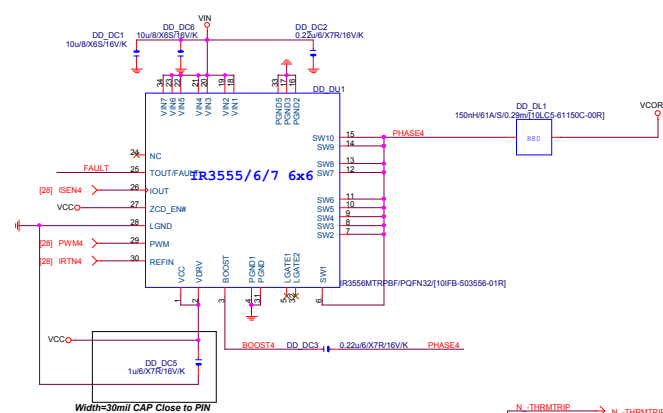 VIN
DD_DC1
10u/8/X6S/16V/K
DD_DC6
10u/8/X6S/16V/K
DD_DC2
0.22u/6/X7R/16V/K
34 23 22 21 20 19 18
33 17 16
VIN7 VIN6 VIN5 VIN4 VIN3 VIN2 VIN1
PGND5 PGND3 PGND2
DD_DU1
DD_DL1
150nH/61A/S/0.29m/[10LC5-61150C-00R]
VCOR
R80
SW10 15 PHASE4
SW9 14
SW8 13
SW7 12
SW6 11
SW5 10
SW4 9
SW3 8
SW2 7
24 NC
FAULT 25 TOUT/FAULT
IR3555/6/7 6x6
[28] ISEN4 26 IOUT
VCC 27 ZCD_EN#
28 LGND
[28] PWM4 29 PWM
[28] IRTN4 30 REFIN
VCC VDRV BOOST PGND1 PGND LGATE1 LGATE2 SW1
IR3556MTRPBF/PQFN32/[10IFB-503556-01R]
1 2 3 4 31 5 6
BOOST4 DD_DC3 0.22u/6/X7R/16V/K PHASE4
VCC
DD_DC5
1u/6/X7R/16V/K
Width=30mil CAP Close to PIN
N_-THRMTRIP
N_-THRMTRIP